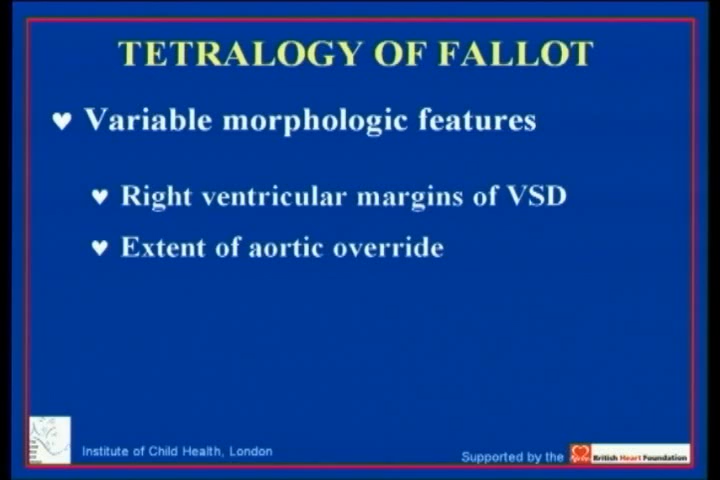 TETRALOGY OF FALLOT
♥ Variable morphologic features
♥ Right ventricular margins of VSD
♥ Extent of aortic override
Institute of Child Health, London
Supported by the
British Heart Foundation